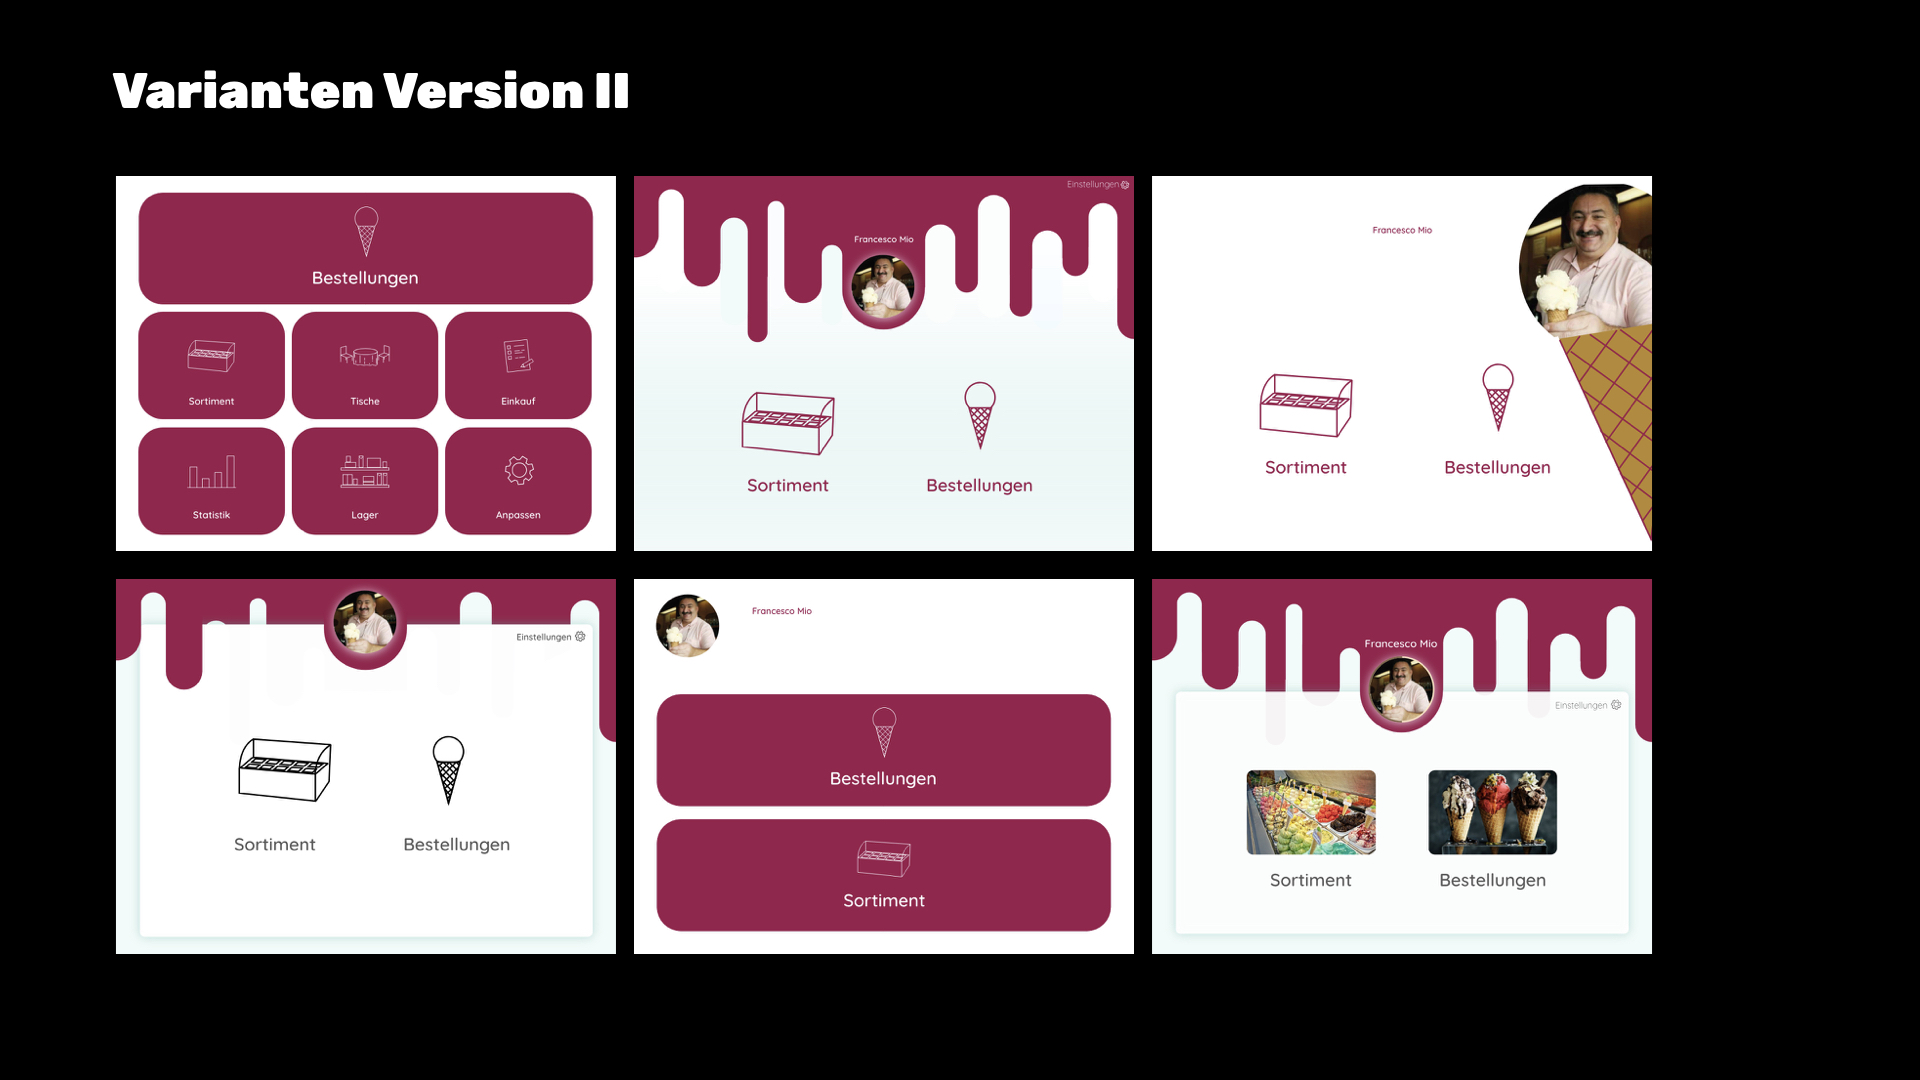 Varianten Version II
Bestellungen
Sortiment
Tische
Einkauf
Statistik
Lager
Anpassen
Einstellungen
Francesco Mio
Sortiment
Bestellungen
Francesco Mio
Sortiment
Bestellungen
Einstellungen
Sortiment
Bestellungen
Francesco Mio
Bestellungen
Sortiment
Francesco Mio
Einstellungen
Sortiment
Bestellungen